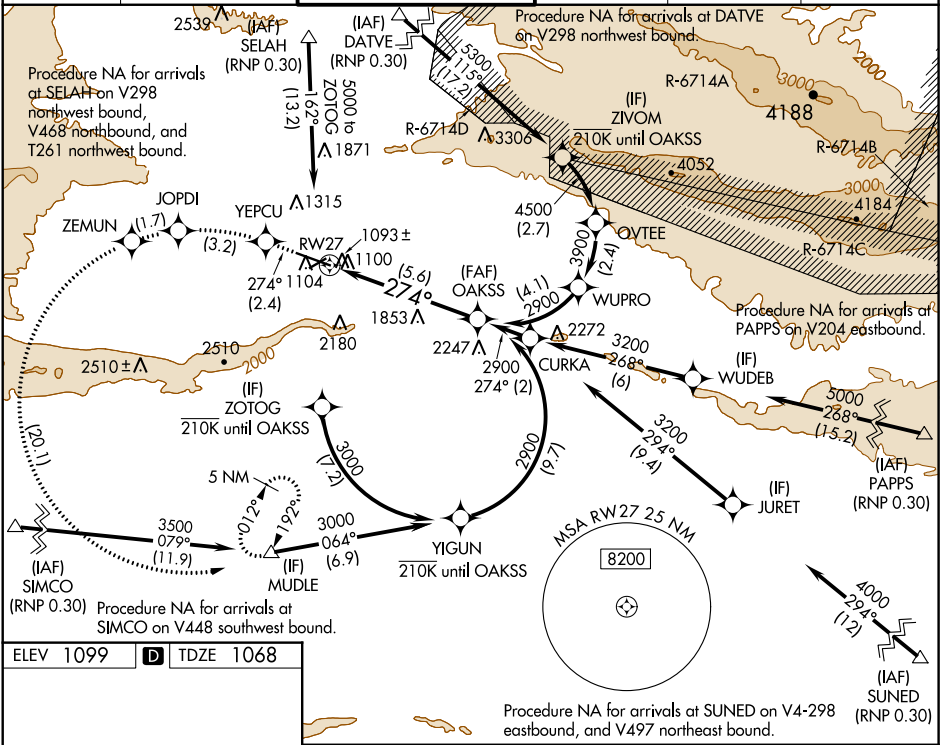 2539
(IAF)
SELAH
(RNP 0.30)
(IAF)
DATVE
(RNP 0.30)
Procedure NA for arrivals at DATVE
on V298 northwest bound.
2000
Procedure NA for arrivals
at SELAH on V298
northwest bound,
V468 northbound, and
T261 northwest bound.
5000 to
ZOTOG
162°
(13.2)
5300
115°
(17.2)
R-6714A
3000
4188
(IF)
ZIVOM
210K until OAKSS
R-6714D
3306
R-6714B
1871
4052
3000
4184
1315
JOPDI
ZEMUN
(1.7)
YEPCU
(3.2)
4500
(2.7)
OVTEE
R-6714C
RW27
1093±
1100
1104
274°
(2.4)
(5.6)
274°
(FAF)
OAKSS
3900
(2.4)
(4.1)
2900
WUPRO
Procedure NA for arrivals at
PAPPS on V204 eastbound.
1853
2180
2247
2272
CURKA
2900
274° (2)
3200
268°
(6)
(IF)
WUDEB
2510±
2510
2000
(IF)
ZOTOG
210K until OAKSS
5000
268°
(15.2)
(IAF)
PAPPS
(RNP 0.30)
3200
294°
(9.4)
(IF)
JURET
(20.1)
3000
(7.2)
2900
(9.7)
5 NM
012°
192°
3500
079°
(11.9)
(IAF)
SIMCO
(RNP 0.30)
(IF)
MUDLE
3000
064°
(6.9)
YIGUN
210K until OAKSS
MSA RW27 25 NM
8200
4000
294°
(12)
(IAF)
SUNED
(RNP 0.30)
Procedure NA for arrivals at
SIMCO on V448 southwest bound.
ELEV 1099 D TDZE 1068
Procedure NA for arrivals at SUNED on V4-298
eastbound, and V497 northeast bound.